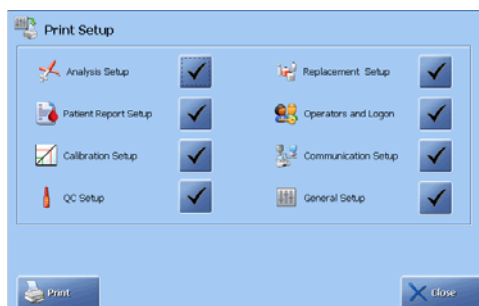 Print Setup
Analysis Setup
Replacement Setup
Patient Report Setup
Operators and Logon
Calibration Setup
Communication Setup
QC Setup
General Setup
Print
Close